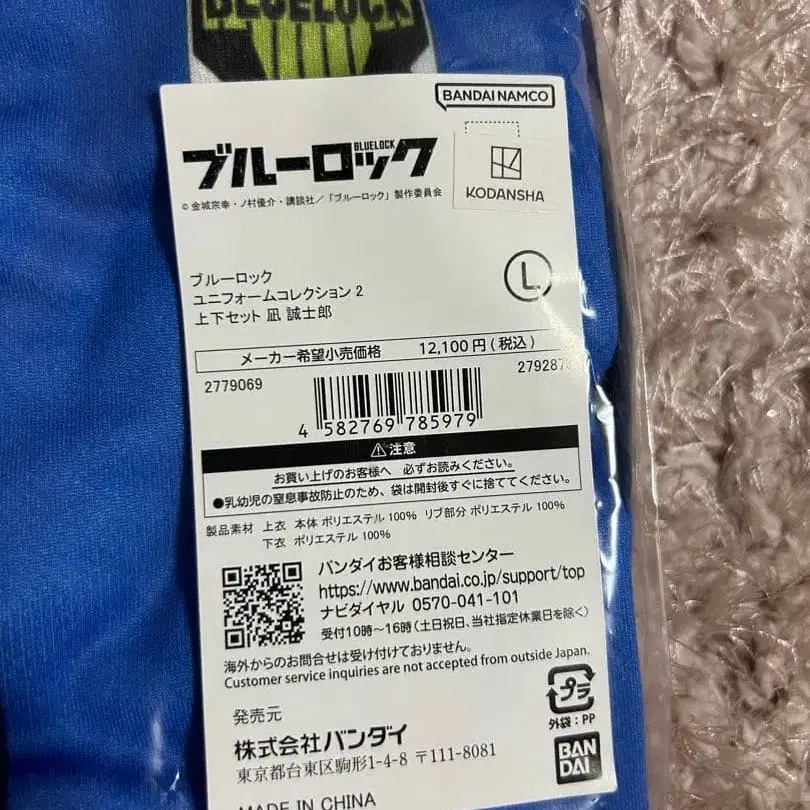 BLUELOCK
BANDAI NAMCO
ブルーロック
BLUELOCK
KODANSHA
© 金城宗幸・ノ村優介・講談社/「ブルーロック」製作委員会
L
ブルーロック
ユニフォームコレクション 2
上下セット 凪 誠士郎
メーカー希望小売価格 12,100円(税込)
2779069
4 582769 785979
⚠注意
お買い上げのお客様へ 必ずお読みください。
●乳幼児の窒息事故防止のため、袋は開封後すぐに捨ててください。
製品素材 上衣 本体 ポリエステル 100% リブ部分 ポリエステル 100%
下衣 ポリエステル 100%
バンダイお客様相談センター
https://www.bandai.co.jp/support/top
ナビダイヤル 0570-041-101
受付10時〜16時(土日祝日、当社指定休業日を除く)
海外からのお問合せは受け付けておりません。
Customer service inquiries are not accepted from outside Japan.
プラ
外袋:PP
発売元
株式会社バンダイ
東京都台東区駒形1-4-8 〒111-8081
BAN
DAI
MADE IN CHINA